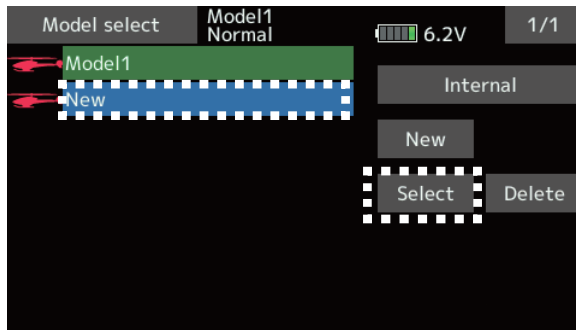 Model select
Model1
Normal
6.2V
1/1
Model1
New
Internal
New
Select
Delete